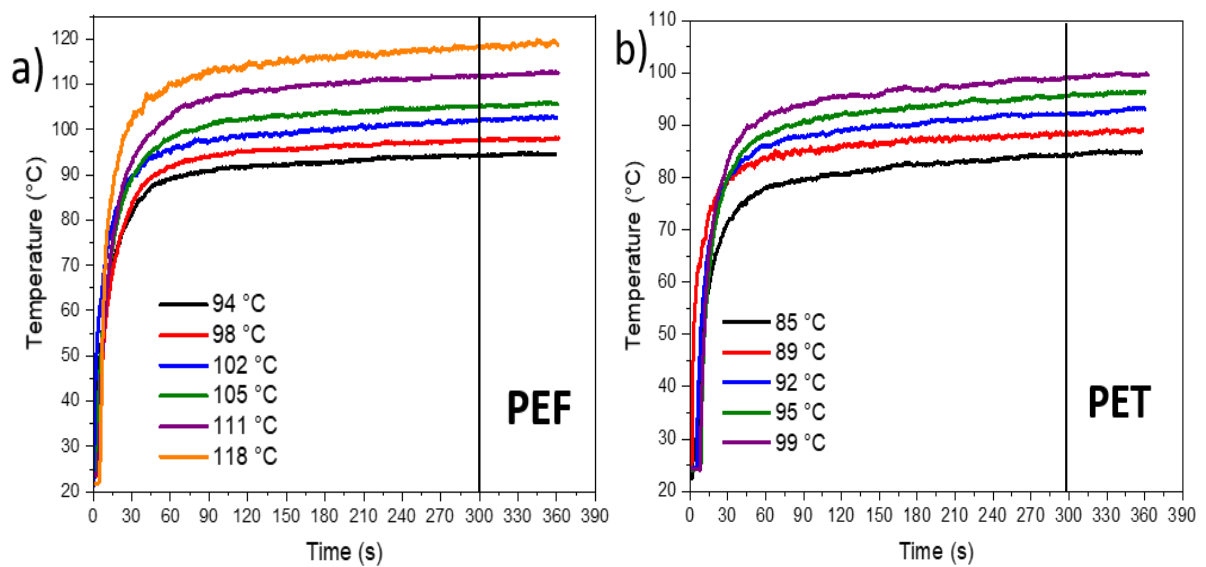 a)
Temperature (°C)
120
110
100
90
80
70
60
50
40
30
20
94 °C
98 °C
102 °C
105 °C
111 °C
118 °C
PEF
0 30 60 90 120 150 180 210 240 270 300 330 360 390
Time (s)
b)
Temperature (°C)
110
100
90
80
70
60
50
40
30
20
85 °C
89 °C
92 °C
95 °C
99 °C
PET
0 30 60 90 120 150 180 210 240 270 300 330 360 390
Time (s)